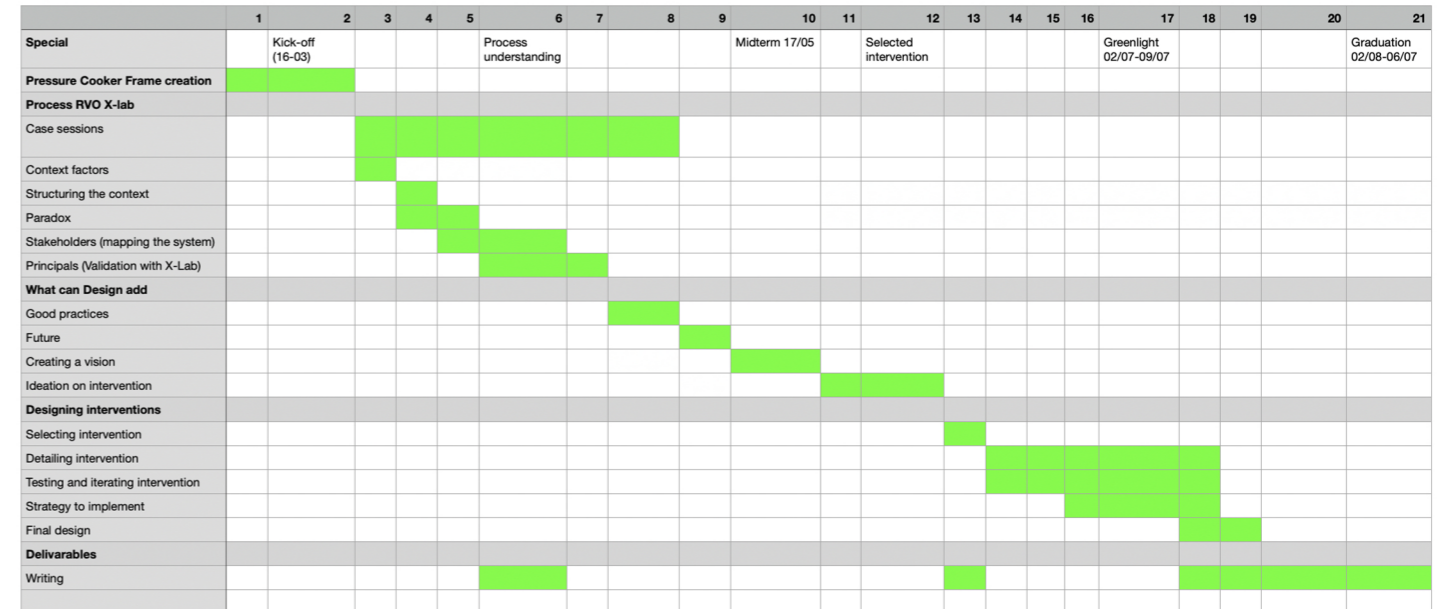 1 2 3 4 5 6 7 8 9 10 11 12 13 14 15 16 17 18 19 20 21
Special Kick-off Process Midterm 17/05 Selected Greenlight Graduation
(16-03) understanding intervention 02/07-09/07 02/08-06/07
Pressure Cooker Frame creation
Process RVO X-lab
Case sessions
Context factors
Structuring the context
Paradox
Stakeholders (mapping the system)
Principals (Validation with X-Lab)
What can Design add
Good practices
Future
Creating a vision
Ideation on intervention
Designing interventions
Selecting intervention
Detailing intervention
Testing and iterating intervention
Strategy to implement
Final design
Delivarables
Writing